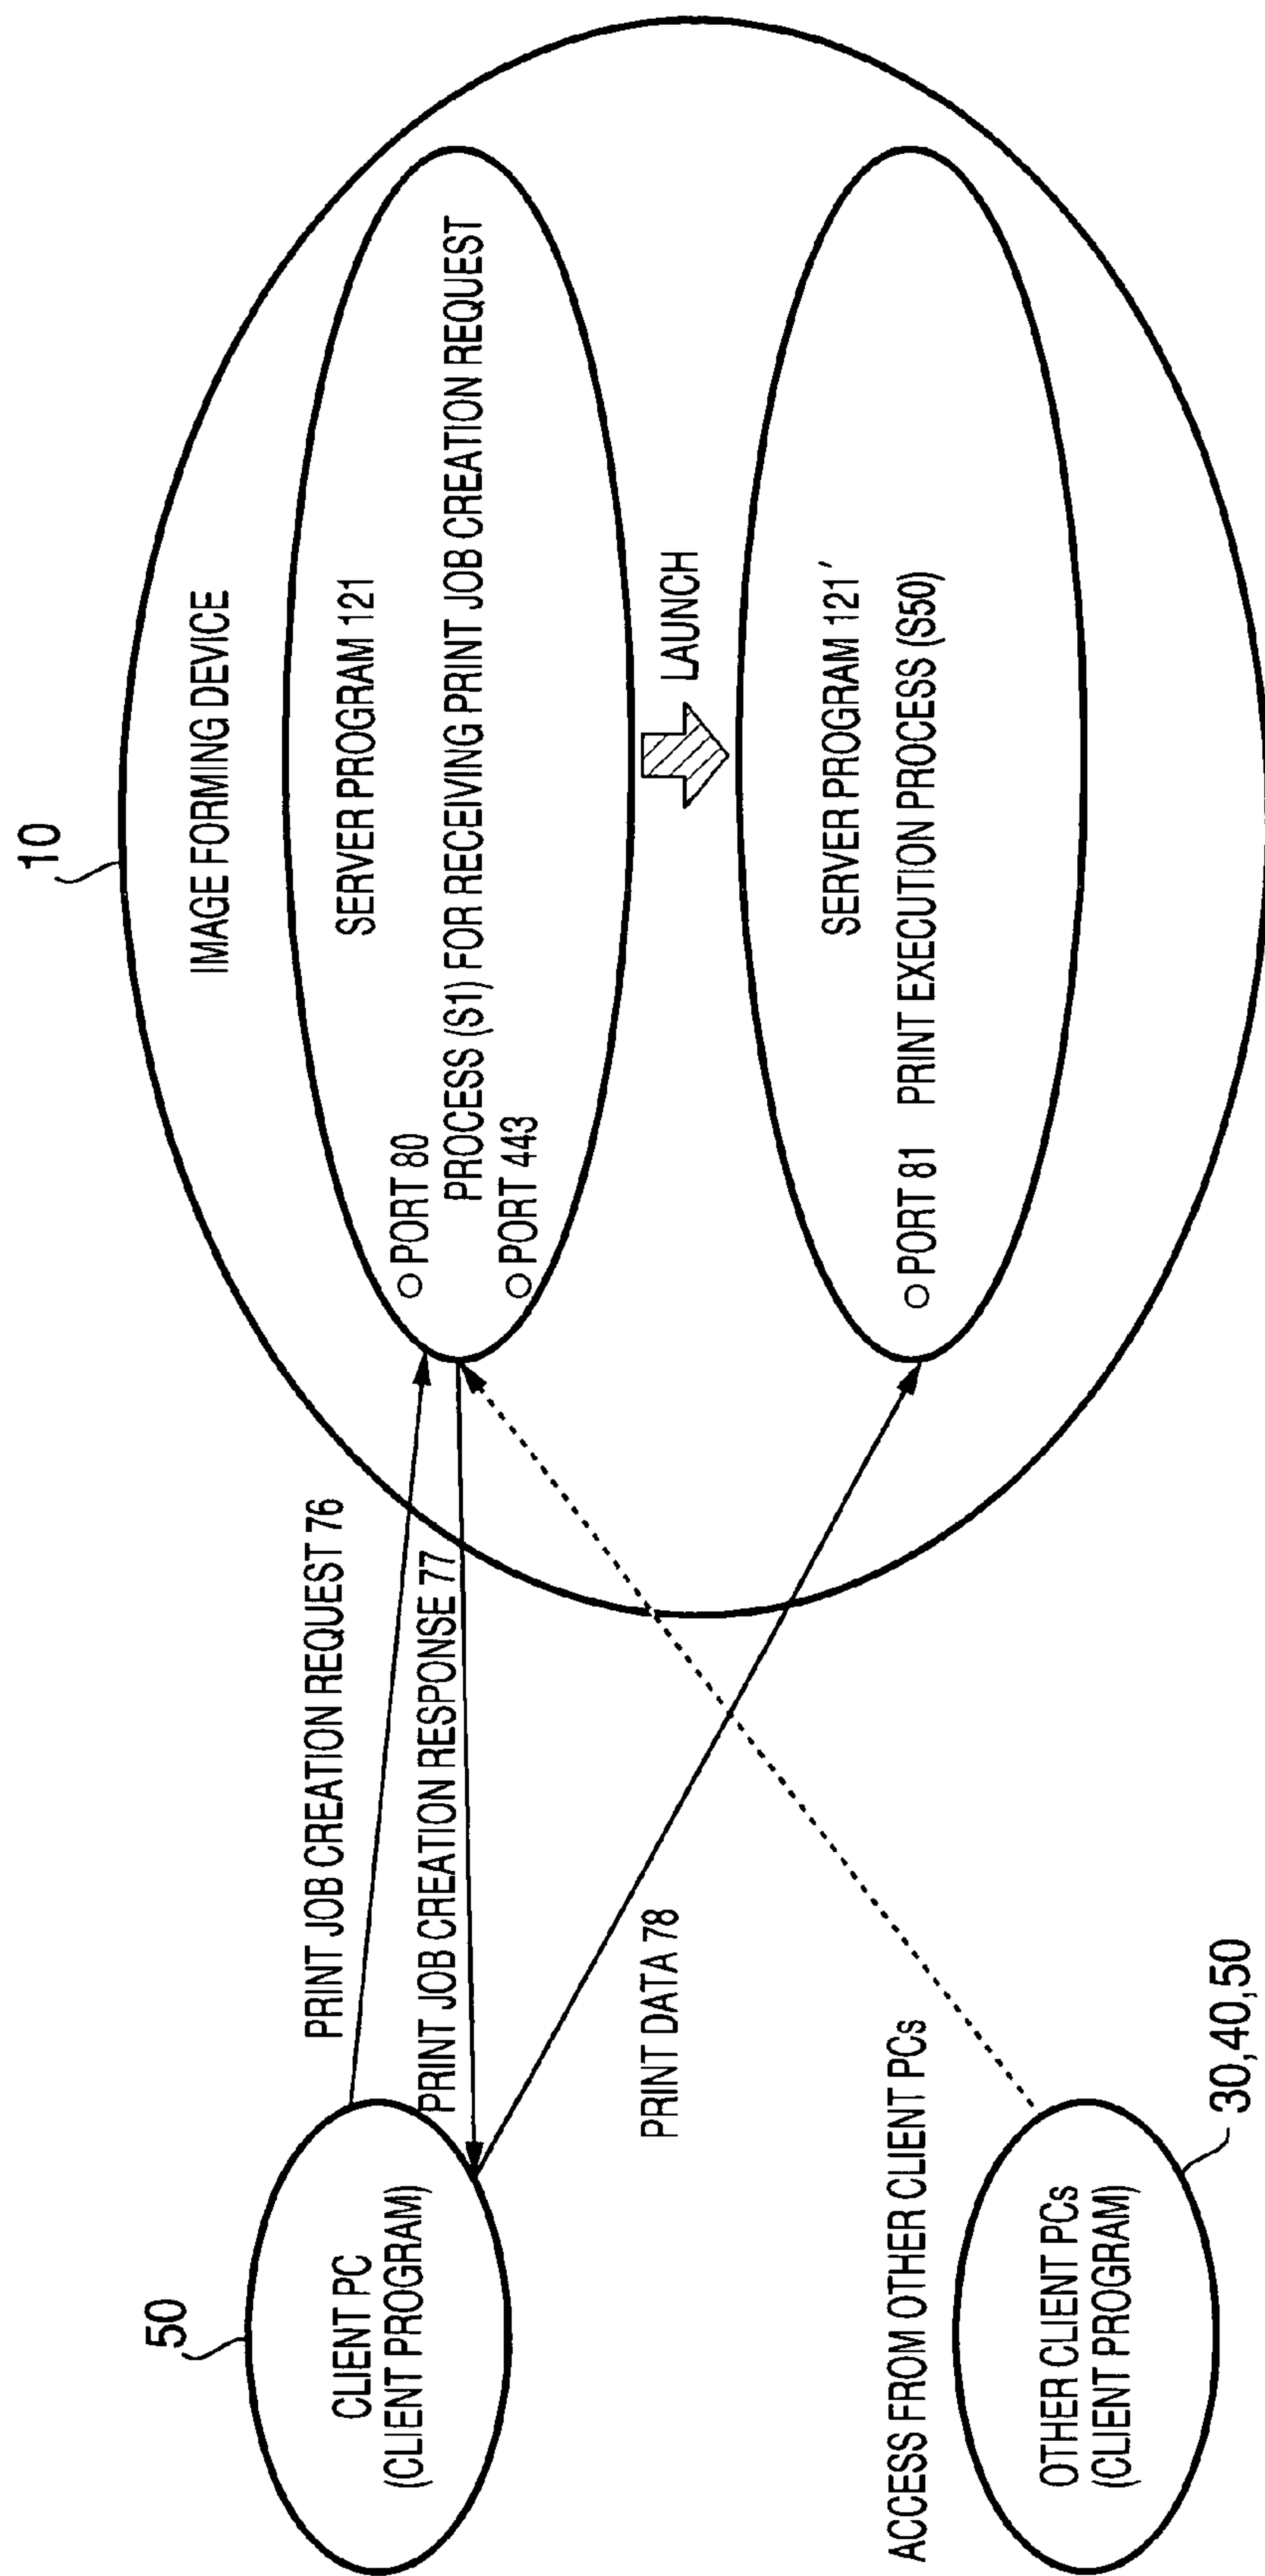 10
IMAGE FORMING DEVICE
SERVER PROGRAM 121
PORT 80
PROCESS (S1) FOR RECEIVING PRINT JOB CREATION REQUEST
PORT 443
LAUNCH
SERVER PROGRAM 121′
PORT 81 PRINT EXECUTION PROCESS (S50)
PRINT JOB CREATION REQUEST 76
PRINT JOB CREATION RESPONSE 77
PRINT DATA 78
50
CLIENT PC
(CLIENT PROGRAM)
ACCESS FROM OTHER CLIENT PCs
OTHER CLIENT PCs
(CLIENT PROGRAM)
30,40,50